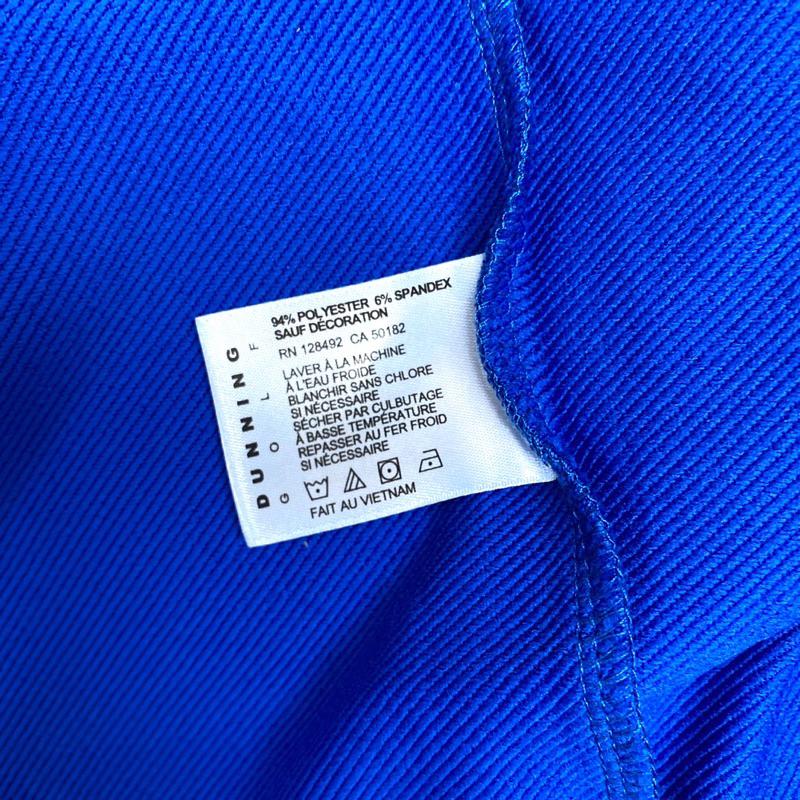 DUNNING
GOLF
94% POLYESTER 6% SPANDEX
SAUF DÉCORATION
RN 128492 CA 50182
LAVER À LA MACHINE
À L'EAU FROIDE
BLANCHIR SANS CHLORE
SI NÉCESSAIRE
SÉCHER PAR CULBUTAGE
À BASSE TEMPÉRATURE
REPASSER AU FER FROID
SI NÉCESSAIRE
FAIT AU VIETNAM